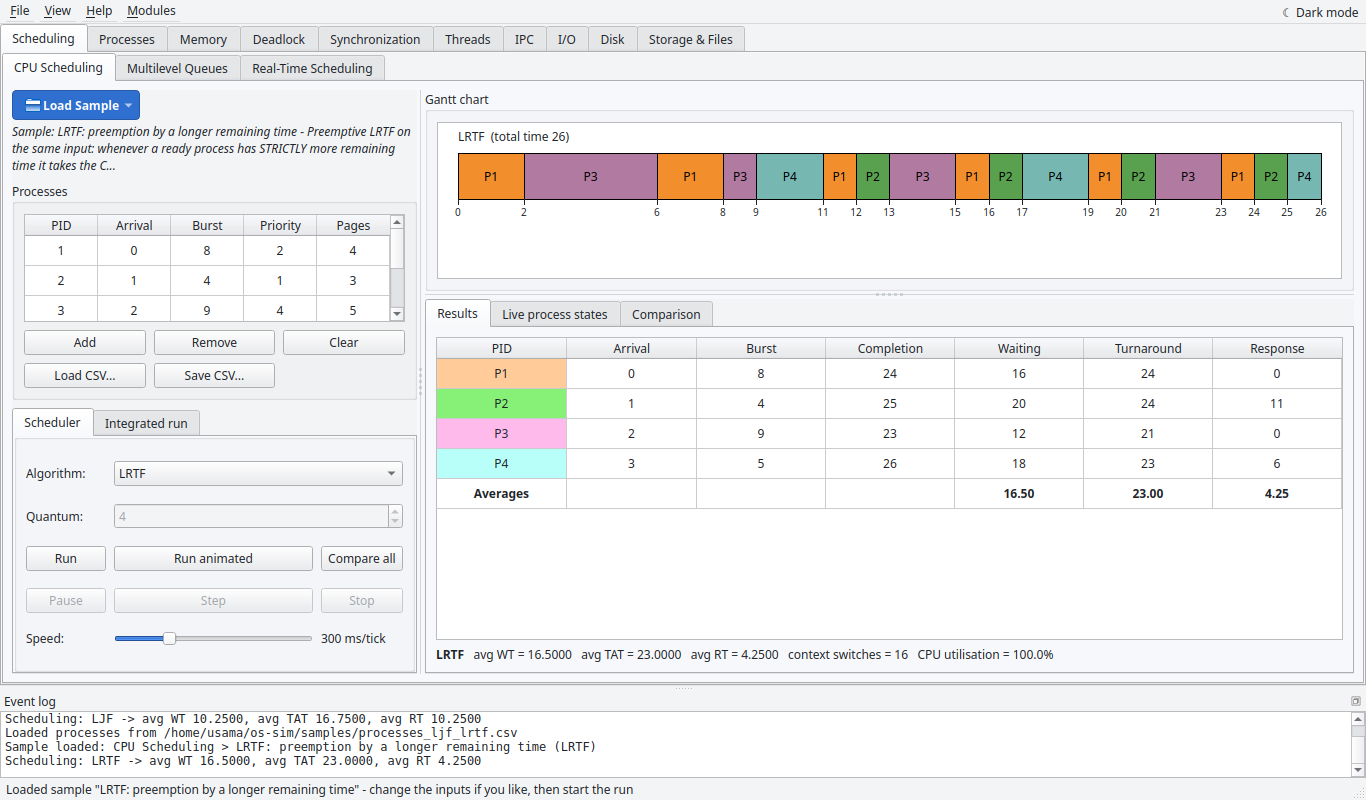 File View Help Modules
☾ Dark mode
Scheduling Processes Memory Deadlock Synchronization Threads IPC I/O Disk Storage & Files
CPU Scheduling Multilevel Queues Real-Time Scheduling
Load Sample
Sample: LRTF: preemption by a longer remaining time - Preemptive LRTF on
the same input: whenever a ready process has STRICTLY more remaining
time it takes the C...
Processes
PID Arrival Burst Priority Pages
1 0 8 2 4
2 1 4 1 3
3 2 9 4 5
Add Remove Clear
Load CSV... Save CSV...
Scheduler Integrated run
Algorithm: LRTF
Quantum: 4
Run Run animated Compare all
Pause Step Stop
Speed: 300 ms/tick
Gantt chart
LRTF (total time 26)
P1 P3 P1 P3 P4 P1 P2 P3 P1 P2 P4 P1 P2 P3 P1 P2 P4
0 2 6 8 9 11 12 13 15 16 17 19 20 21 23 24 25 26
Results Live process states Comparison
PID Arrival Burst Completion Waiting Turnaround Response
P1 0 8 24 16 24 0
P2 1 4 25 20 24 11
P3 2 9 23 12 21 0
P4 3 5 26 18 23 6
Averages 16.50 23.00 4.25
LRTF avg WT = 16.5000 avg TAT = 23.0000 avg RT = 4.2500 context switches = 16 CPU utilisation = 100.0%
Event log
Scheduling: LJF -> avg WT 10.2500, avg TAT 16.7500, avg RT 10.2500
Loaded processes from /home/usama/os-sim/samples/processes_ljf_lrtf.csv
Sample loaded: CPU Scheduling > LRTF: preemption by a longer remaining time (LRTF)
Scheduling: LRTF -> avg WT 16.5000, avg TAT 23.0000, avg RT 4.2500
Loaded sample "LRTF: preemption by a longer remaining time" - change the inputs if you like, then start the run